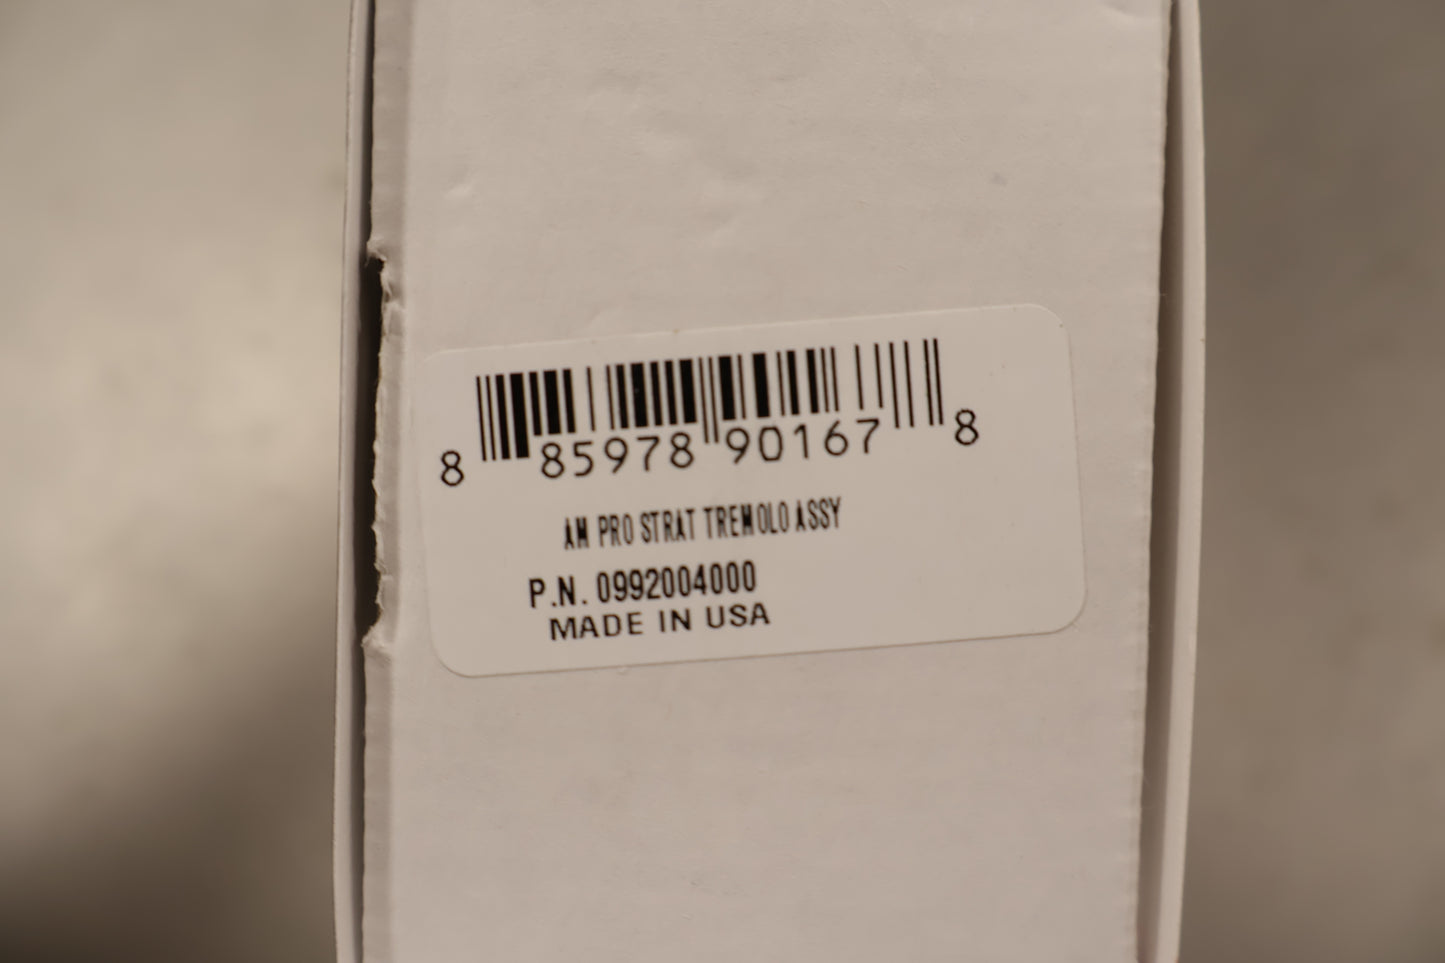 8 85978 90167 8
AM PRO STRAT TREMOLO ASSY
P.N. 0992004000
MADE IN USA